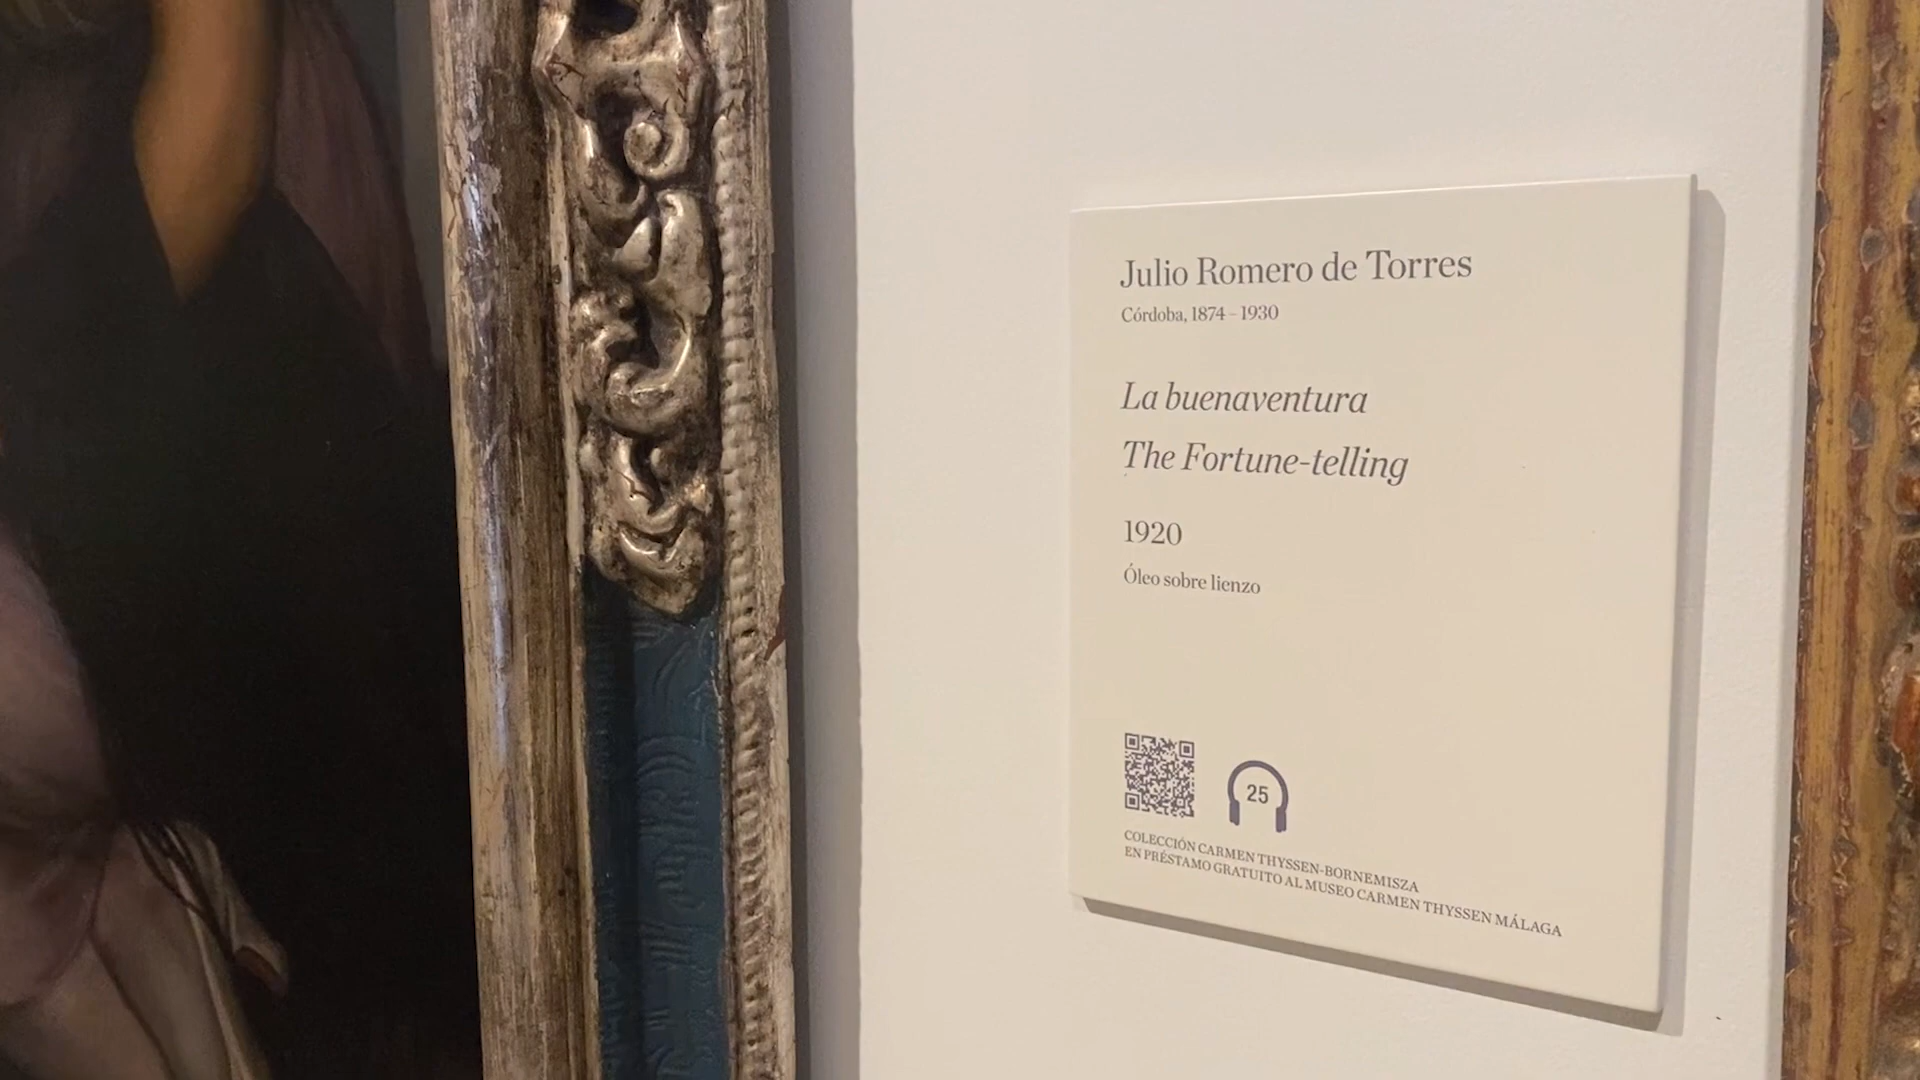 Julio Romero de Torres
Córdoba, 1874 – 1930
La buenaventura
The Fortune-telling
1920
Óleo sobre lienzo
25
COLECCIÓN CARMEN THYSSEN-BORNEMISZA
EN PRÉSTAMO GRATUITO AL MUSEO CARMEN THYSSEN MÁLAGA